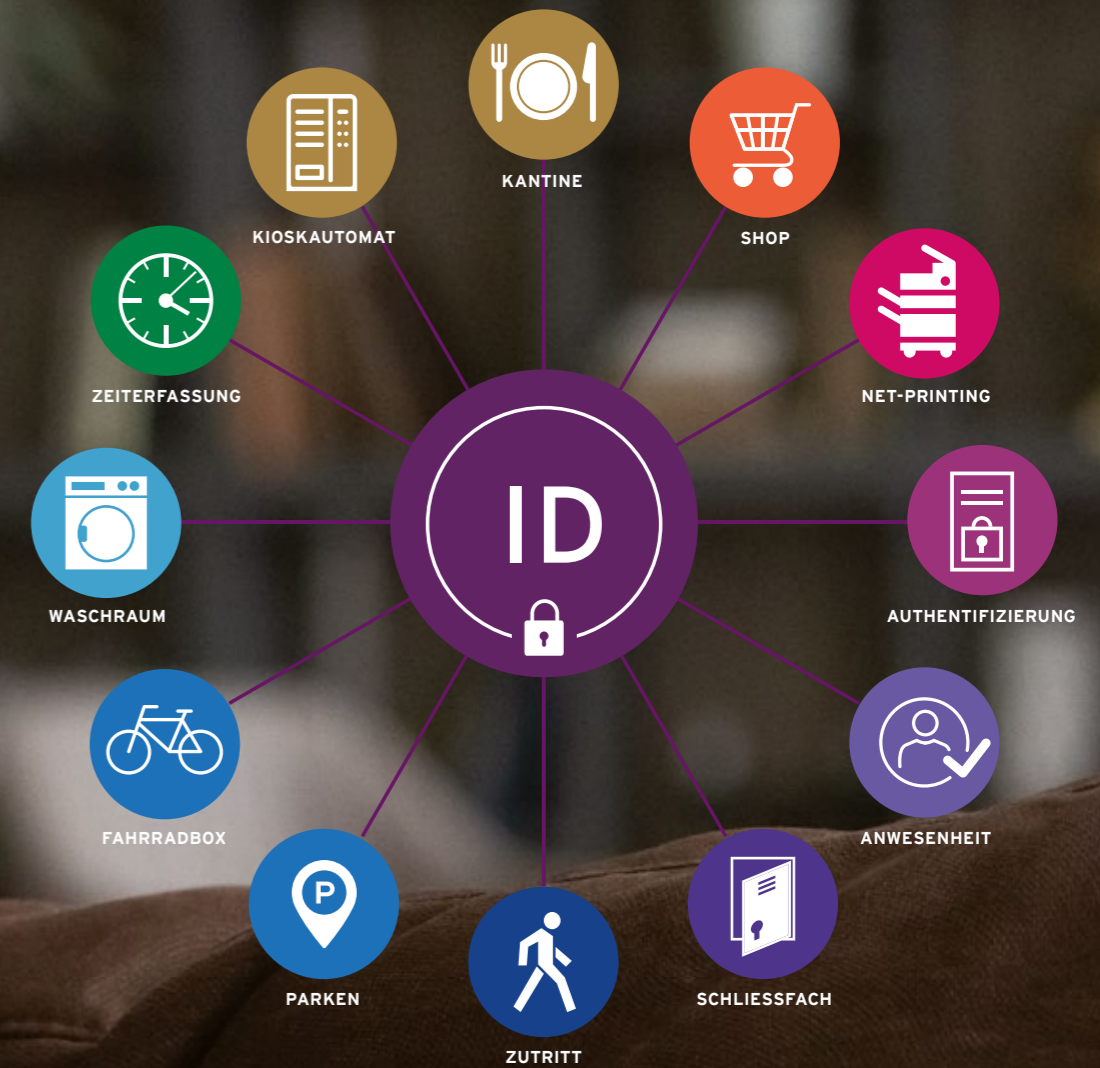 KANTINE
KIOSKAUTOMAT
SHOP
ZEITERFASSUNG
NET-PRINTING
ID
WASCHRAUM
AUTHENTIFIZIERUNG
FAHRRADBOX
ANWESENHEIT
P
PARKEN
SCHLIESSFACH
ZUTRITT